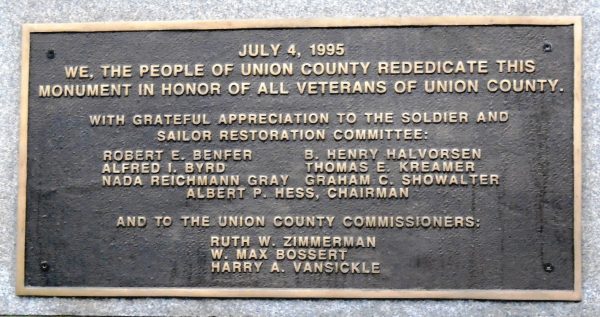 JULY 4, 1995
WE, THE PEOPLE OF UNION COUNTY REDEDICATE THIS
MONUMENT IN HONOR OF ALL VETERANS OF UNION COUNTY.
WITH GRATEFUL APPRECIATION TO THE SOLDIER AND
SAILOR RESTORATION COMMITTEE:
ROBERT E. BENFER B. HENRY HALVORSEN
ALFRED I. BYRD THOMAS E. KREAMER
NADA REICHMANN GRAY GRAHAM C. SHOWALTER
ALBERT P. HESS, CHAIRMAN
AND TO THE UNION COUNTY COMMISSIONERS:
RUTH W. ZIMMERMAN
W. MAX BOSSERT
HARRY A. VANSICKLE